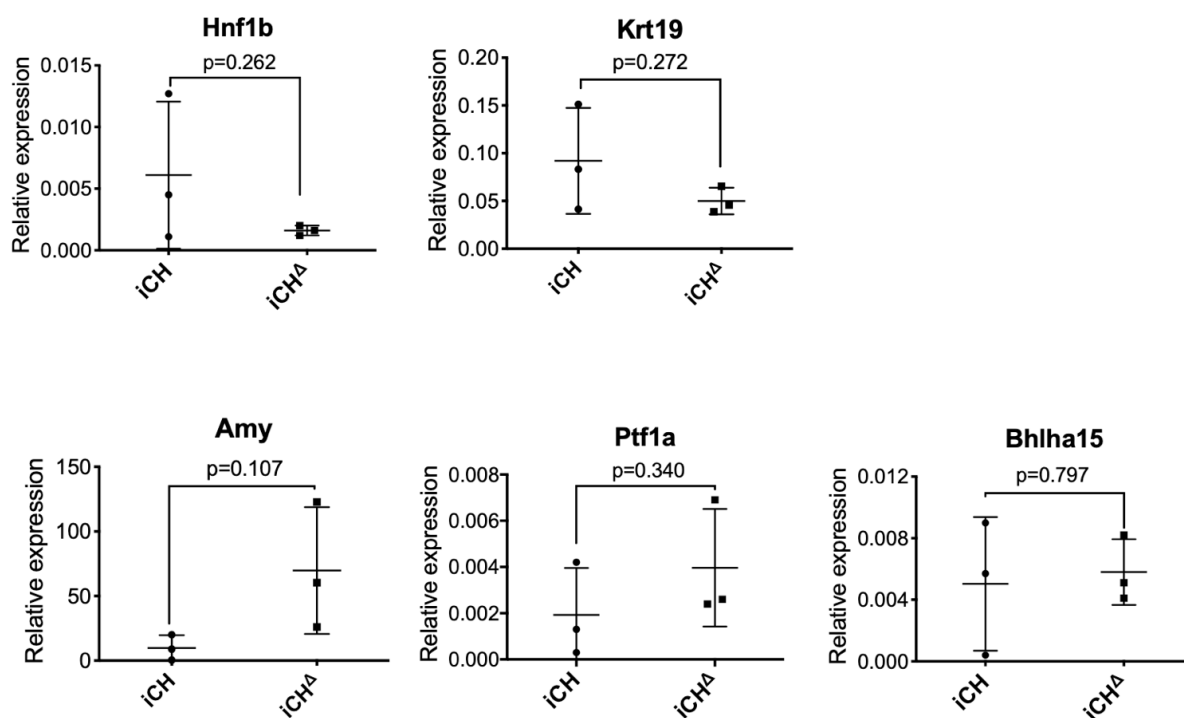 Hnf1b
p=0.262
Relative expression
0.015
0.010
0.005
0.000
iCH
iCHΔ
Krt19
p=0.272
Relative expression
0.20
0.15
0.10
0.05
0.00
iCH
iCHΔ
Amy
p=0.107
Relative expression
150
100
50
0
iCH
iCHΔ
Ptf1a
p=0.340
Relative expression
0.008
0.006
0.004
0.002
0.000
iCH
iCHΔ
Bhlha15
p=0.797
Relative expression
0.012
0.008
0.004
0.000
iCH
iCHΔ